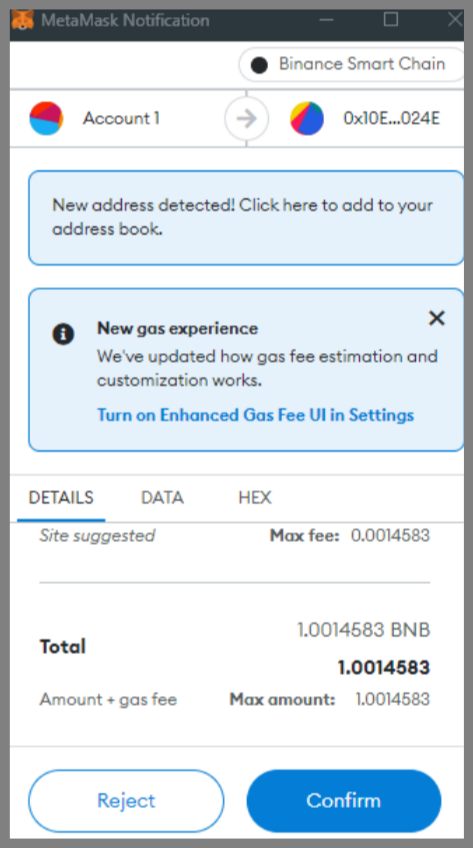 MetaMask Notification
Binance Smart Chain
Account 1
0x10E...024E
New address detected! Click here to add to your
address book.
New gas experience
We've updated how gas fee estimation and
customization works.
Turn on Enhanced Gas Fee UI in Settings
DETAILS DATA HEX
Site suggested Max fee: 0.0014583
1.0014583 BNB
Total
1.0014583
Amount + gas fee Max amount: 1.0014583
Reject Confirm